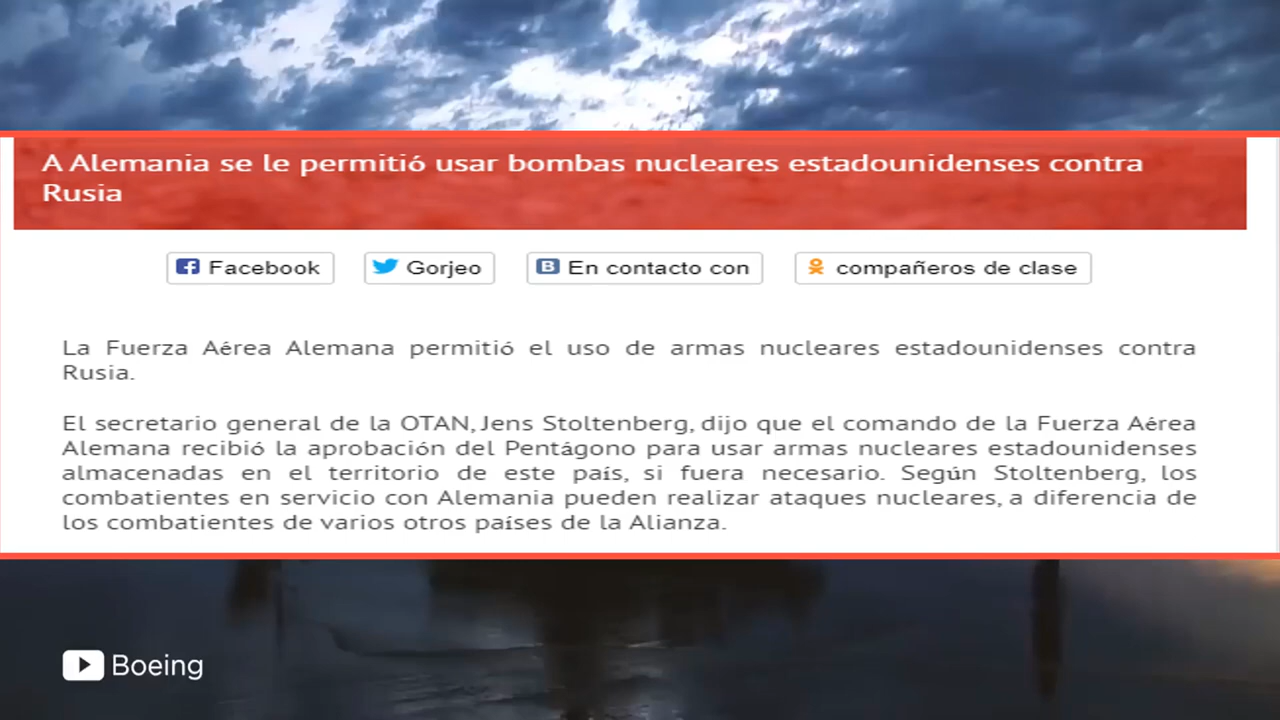 A Alemania se le permitió usar bombas nucleares estadounidenses contra
Rusia
Facebook
Gorjeo
En contacto con
compañeros de clase
La Fuerza Aérea Alemana permitió el uso de armas nucleares estadounidenses contra
Rusia.
El secretario general de la OTAN, Jens Stoltenberg, dijo que el comando de la Fuerza Aérea
Alemana recibió la aprobación del Pentágono para usar armas nucleares estadounidenses
almacenadas en el territorio de este país, si fuera necesario. Según Stoltenberg, los
combatientes en servicio con Alemania pueden realizar ataques nucleares, a diferencia de
los combatientes de varios otros países de la Alianza.
Boeing